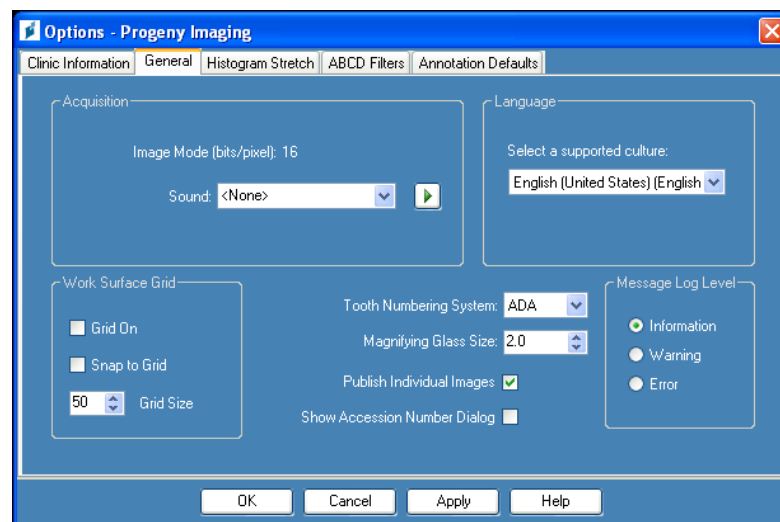 Options - Progeny Imaging
Clinic Information General Histogram Stretch ABCD Filters Annotation Defaults
Acquisition
Image Mode (bits/pixel): 16
Sound: <None>
Language
Select a supported culture:
English (United States) (English
Work Surface Grid
Grid On
Snap to Grid
50 Grid Size
Tooth Numbering System: ADA
Magnifying Glass Size: 2.0
Publish Individual Images
Show Accession Number Dialog
Message Log Level
Information
Warning
Error
OK Cancel Apply Help